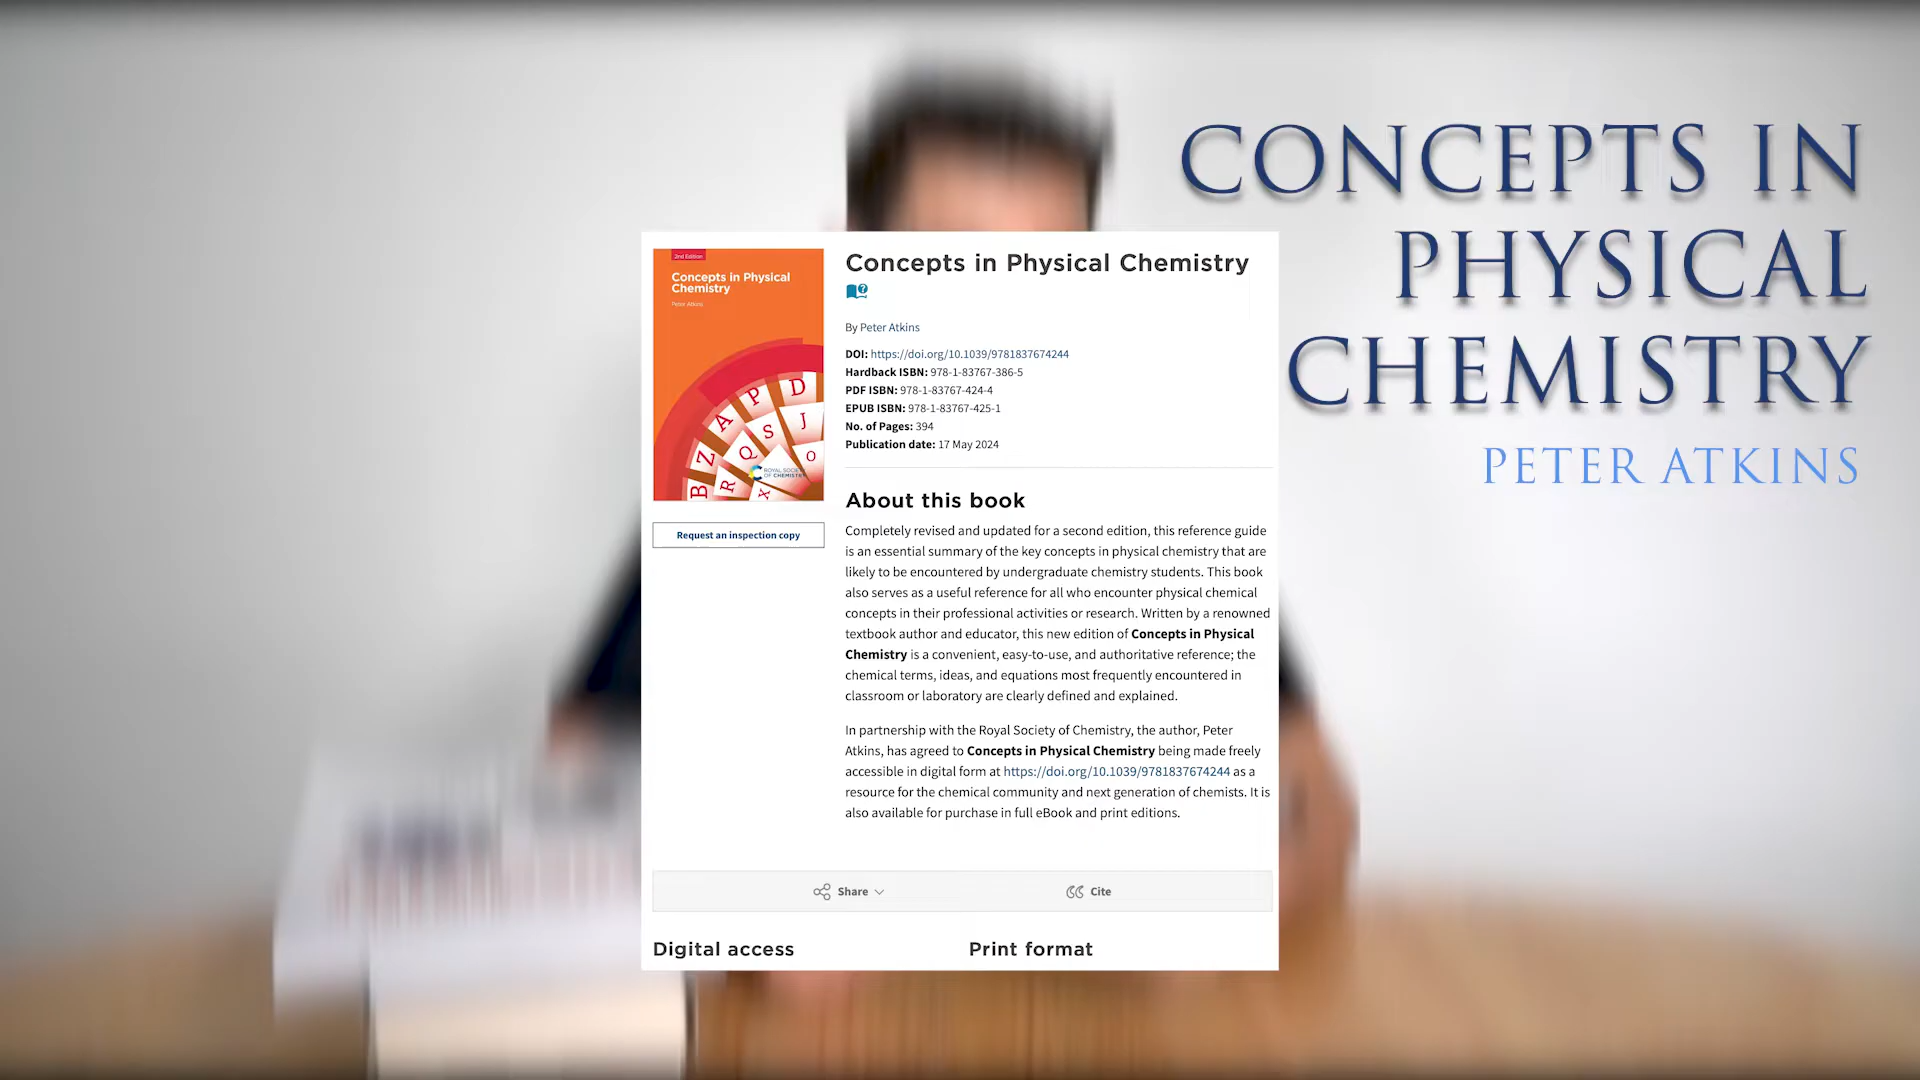 CONCEPTS IN
PHYSICAL
CHEMISTRY
PETER ATKINS
2nd Edition
Concepts in Physical
Chemistry
Peter Atkins
B Z A P D
R Q S J
X O
ROYAL SOCIETY
OF CHEMISTRY
Request an inspection copy
Concepts in Physical Chemistry
By Peter Atkins
DOI: https://doi.org/10.1039/9781837674244
Hardback ISBN: 978-1-83767-386-5
PDF ISBN: 978-1-83767-424-4
EPUB ISBN: 978-1-83767-425-1
No. of Pages: 394
Publication date: 17 May 2024
About this book
Completely revised and updated for a second edition, this reference guide
is an essential summary of the key concepts in physical chemistry that are
likely to be encountered by undergraduate chemistry students. This book
also serves as a useful reference for all who encounter physical chemical
concepts in their professional activities or research. Written by a renowned
textbook author and educator, this new edition of Concepts in Physical
Chemistry is a convenient, easy-to-use, and authoritative reference; the
chemical terms, ideas, and equations most frequently encountered in
classroom or laboratory are clearly defined and explained.
In partnership with the Royal Society of Chemistry, the author, Peter
Atkins, has agreed to Concepts in Physical Chemistry being made freely
accessible in digital form at https://doi.org/10.1039/9781837674244 as a
resource for the chemical community and next generation of chemists. It is
also available for purchase in full eBook and print editions.
Share
Cite
Digital access
Print format